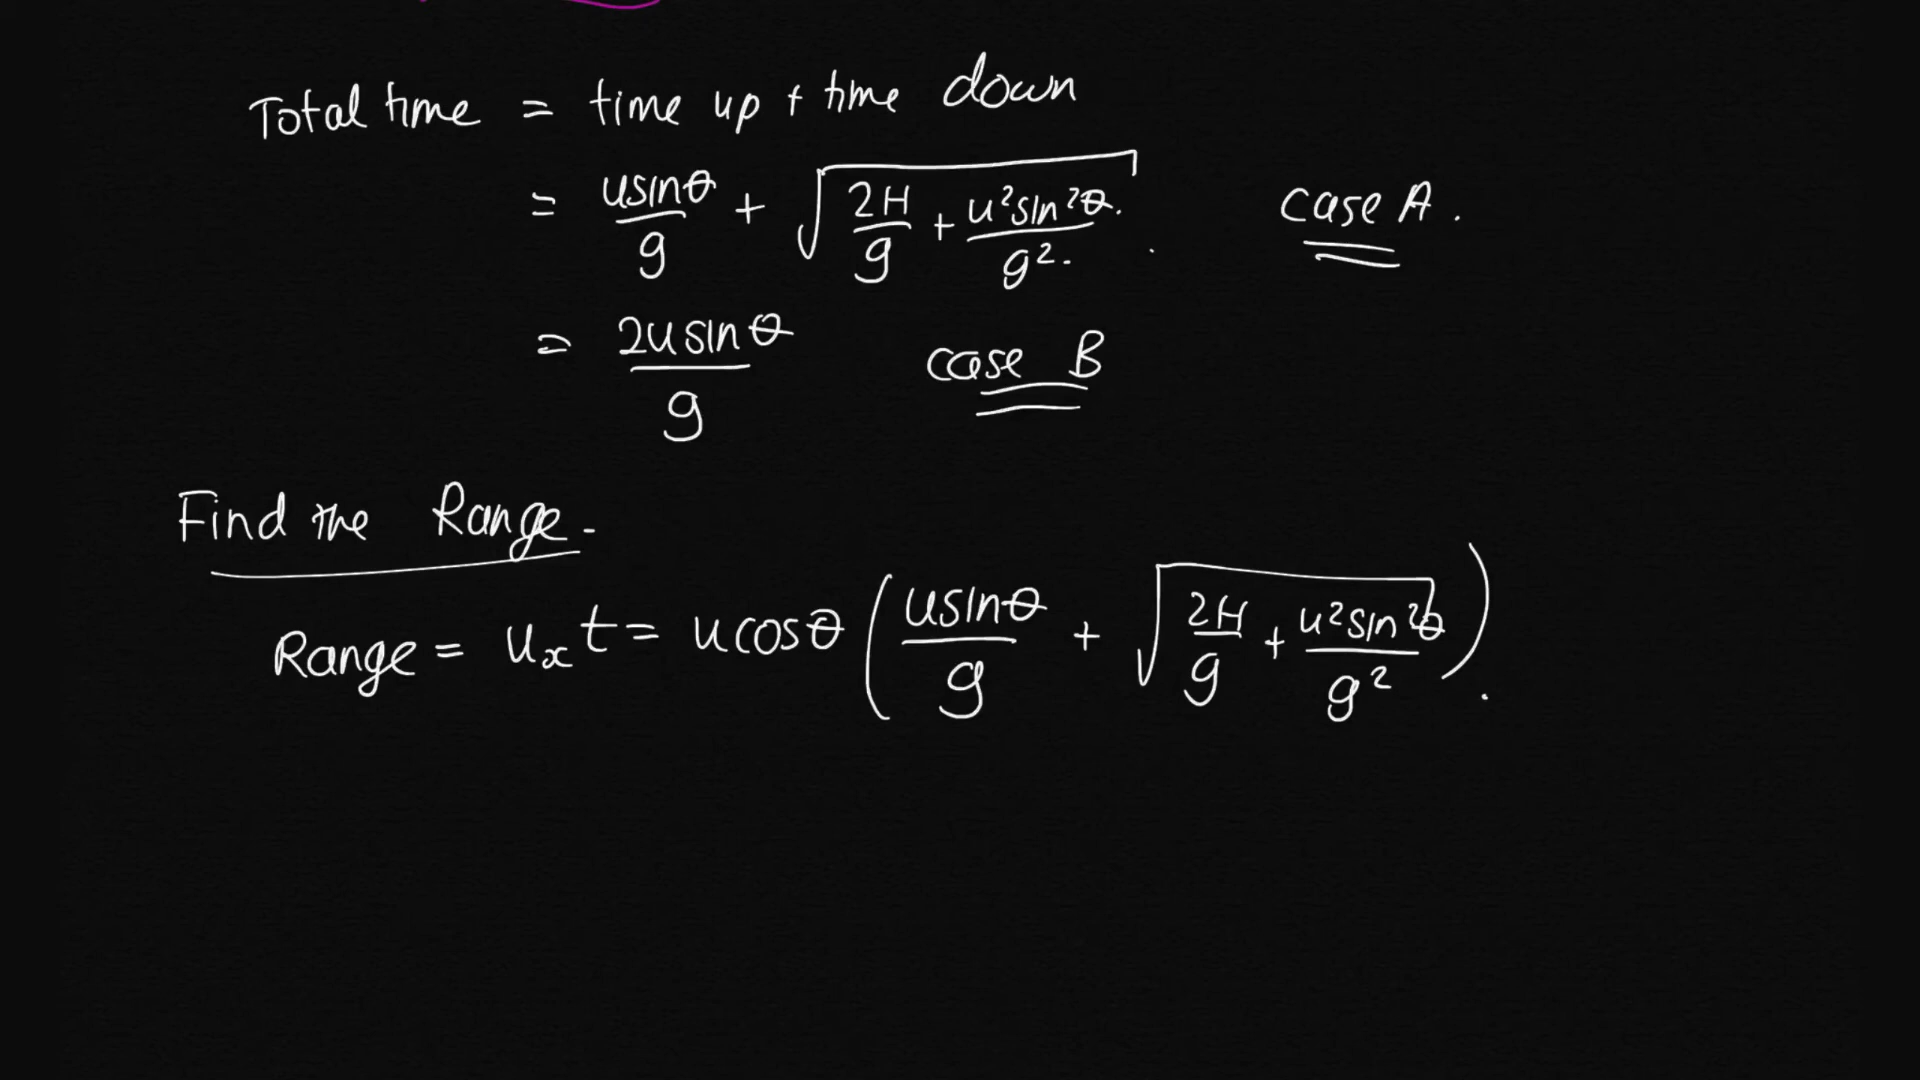 Total time = time up + time down
= usinθ/g + √(2H/g + u²sin²θ./g².) . case A.
= 2usinθ/g case B
Find the Range.
Range = uₓt = ucosθ (usinθ/g + √(2H/g + u²sin²θ/g²)).